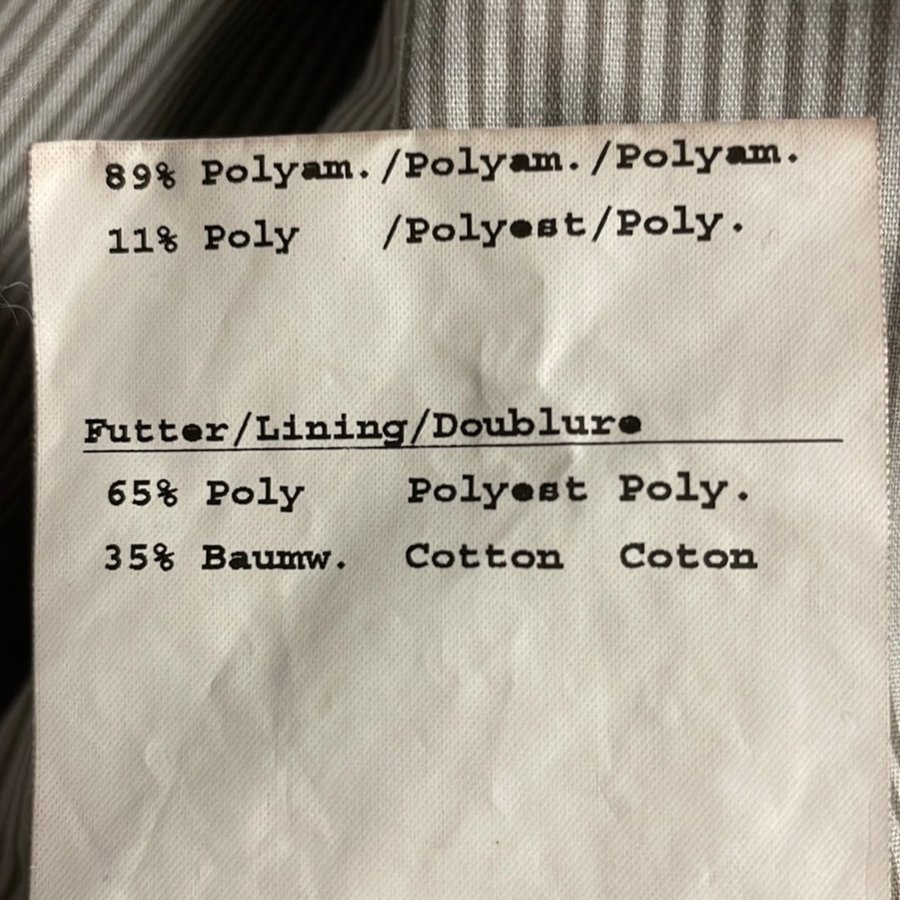 89% Polyam./Polyam./Polyam.
11% Poly /Polyest/Poly.
Futter/Lining/Doublure
65% Poly Polyest Poly.
35% Baumw. Cotton Coton